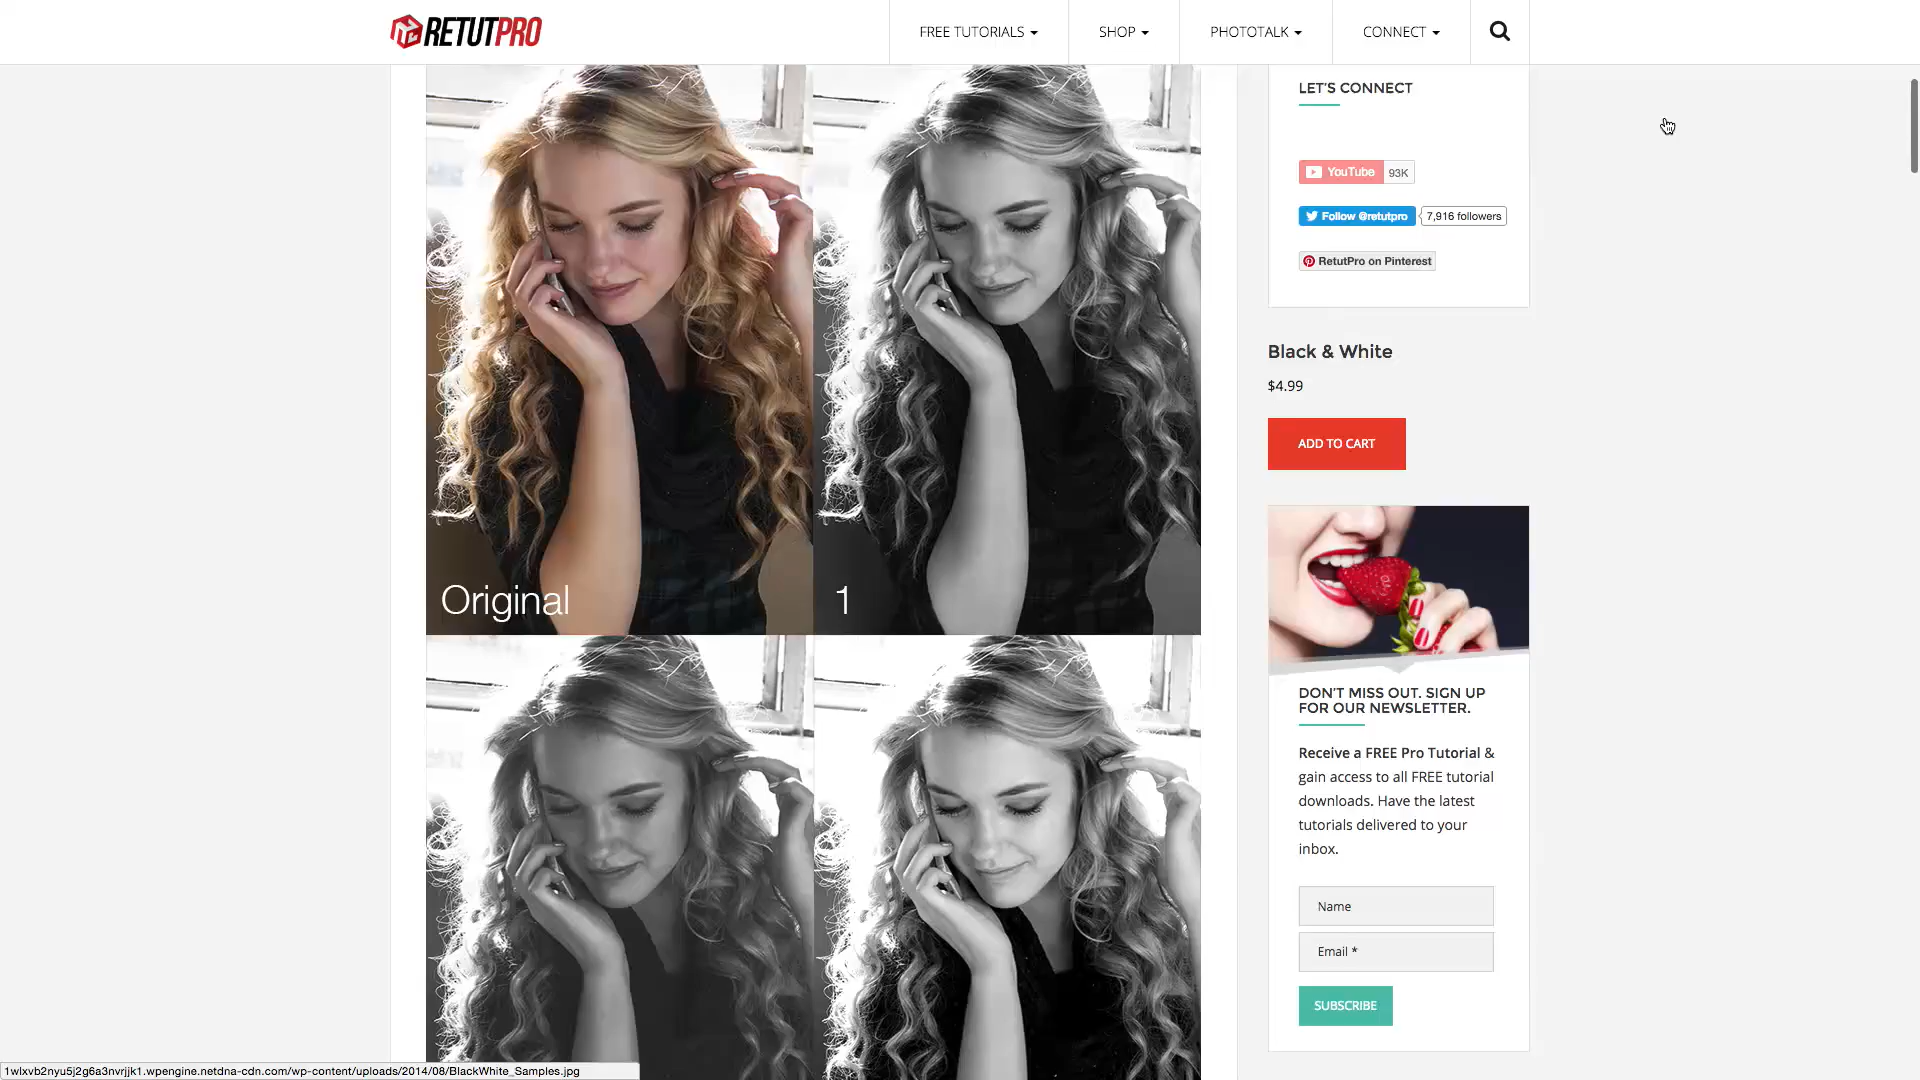 RETUTPRO
FREE TUTORIALS
SHOP
PHOTOTALK
CONNECT
LET'S CONNECT
YouTube 93K
Follow @retutpro 7,916 followers
RetutPro on Pinterest
Black & White
$4.99
ADD TO CART
Original
1
DON'T MISS OUT. SIGN UP
FOR OUR NEWSLETTER.
Receive a FREE Pro Tutorial &
gain access to all FREE tutorial
downloads. Have the latest
tutorials delivered to your
inbox.
Name
Email *
SUBSCRIBE
1wlxvb2nyu5j2g6a3nvrjjk1.wpengine.netdna-cdn.com/wp-content/uploads/2014/08/BlackWhite_Samples.jpg